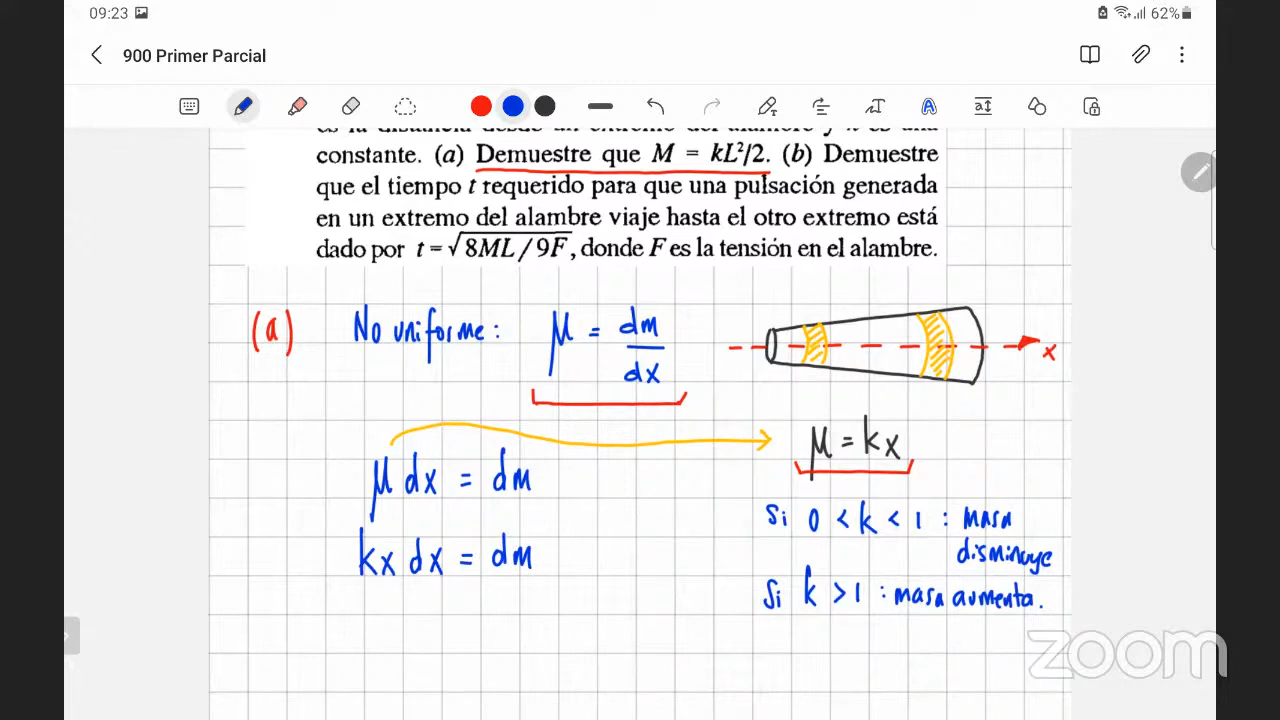 09:23 62%
900 Primer Parcial
constante. (a) Demuestre que M = kL²/2. (b) Demuestre
que el tiempo t requerido para que una pulsación generada
en un extremo del alambre viaje hasta el otro extremo está
dado por t = √8ML / 9F, donde F es la tensión en el alambre.
(a) No uniforme: μ = dm/dx
x
μ = kx
μ dx = dm
kx dx = dm
Si 0 < k < 1 : masa
disminuye
Si k > 1 : masa aumenta.
zoom